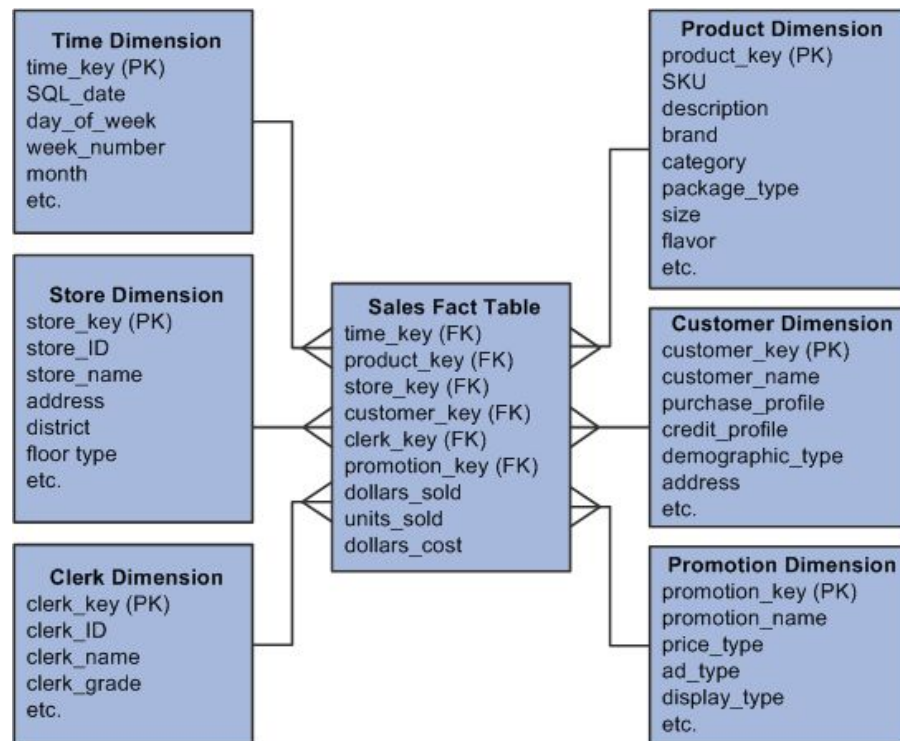 Time Dimension
time_key (PK)
SQL_date
day_of_week
week_number
month
etc.
Store Dimension
store_key (PK)
store_ID
store_name
address
district
floor type
etc.
Clerk Dimension
clerk_key (PK)
clerk_ID
clerk_name
clerk_grade
etc.
Sales Fact Table
time_key (FK)
product_key (FK)
store_key (FK)
customer_key (FK)
clerk_key (FK)
promotion_key (FK)
dollars_sold
units_sold
dollars_cost
Product Dimension
product_key (PK)
SKU
description
brand
category
package_type
size
flavor
etc.
Customer Dimension
customer_key (PK)
customer_name
purchase_profile
credit_profile
demographic_type
address
etc.
Promotion Dimension
promotion_key (PK)
promotion_name
price_type
ad_type
display_type
etc.